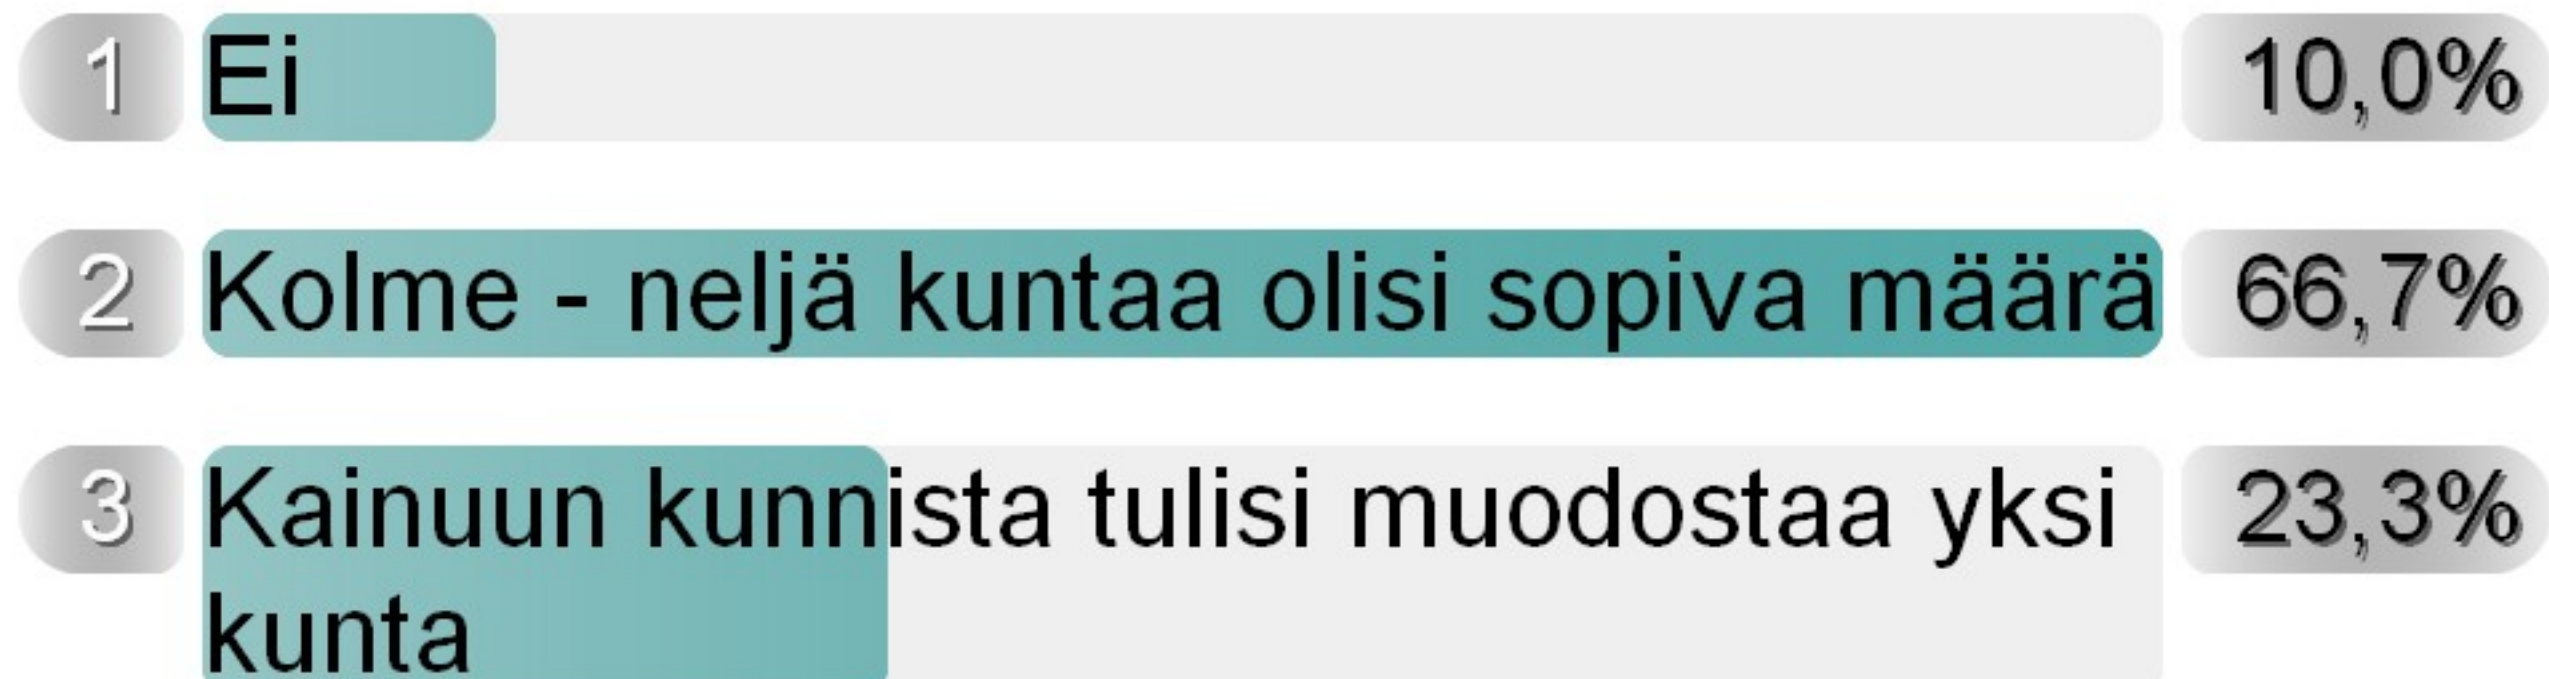 1 Ei 10,0%
2 Kolme - neljä kuntaa olisi sopiva määrä 66,7%
3 Kainuun kunnista tulisi muodostaa yksi 23,3%
kunta